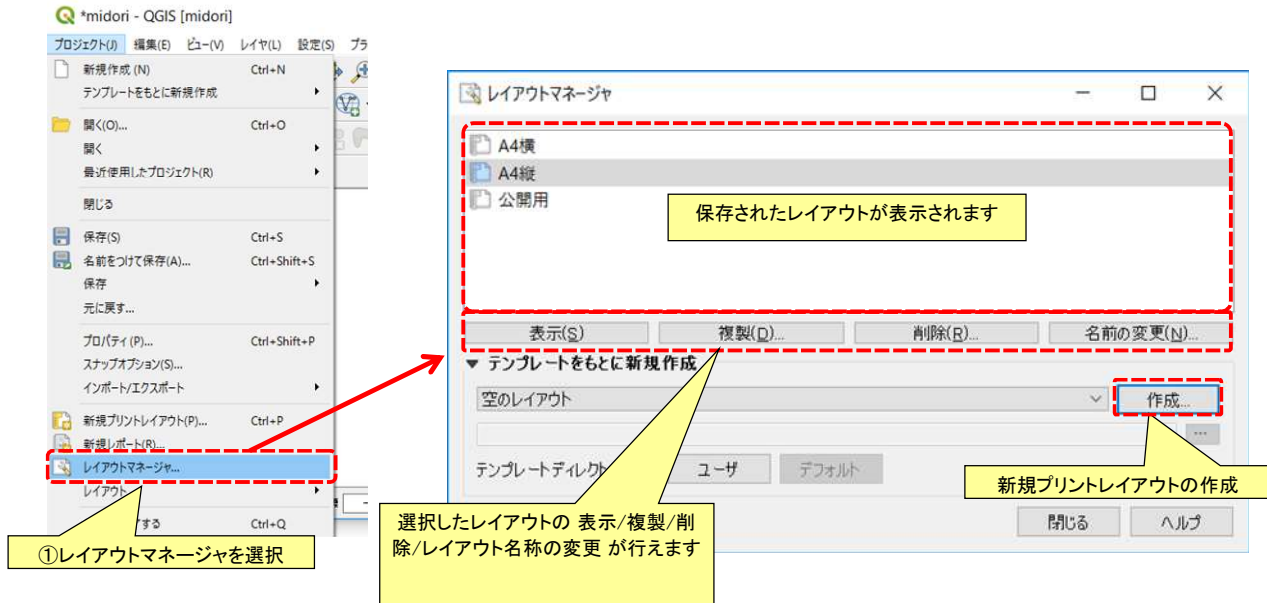 *midori - QGIS [midori]
プロジェクト(J) 編集(E) ビュー(V) レイヤ(L) 設定(S) プラ
新規作成 (N) Ctrl+N
テンプレートをもとに新規作成
開く(O)... Ctrl+O
開く
最近使用したプロジェクト(R)
閉じる
保存(S) Ctrl+S
名前をつけて保存(A)... Ctrl+Shift+S
保存
元に戻す...
プロパティ (P)... Ctrl+Shift+P
スナップオプション(S)...
インポート/エクスポート
新規プリントレイアウト(P)... Ctrl+P
新規レポート(R)...
レイアウトマネージャ...
レイアウト
する Ctrl+Q
①レイアウトマネージャを選択
レイアウトマネージャ
A4横
A4縦
公開用
保存されたレイアウトが表示されます
表示(S) 複製(D)... 削除(R)... 名前の変更(N)...
▼ テンプレートをもとに新規作成
空のレイアウト 作成...
...
テンプレートディレクト ユーザ デフォルト
新規プリントレイアウトの作成
閉じる ヘルプ
選択したレイアウトの 表示/複製/削
除/レイアウト名称の変更 が行えます